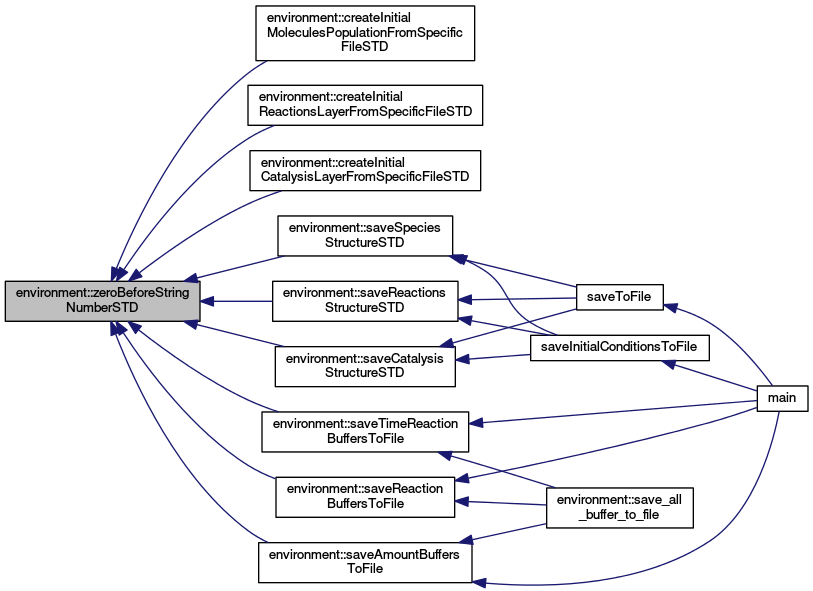 environment::createInitial
MoleculesPopulationFromSpecific
FileSTD
environment::createInitial
ReactionsLayerFromSpecificFileSTD
environment::createInitial
CatalysisLayerFromSpecificFileSTD
environment::saveSpecies
StructureSTD
environment::zeroBeforeString
NumberSTD
environment::saveReactions
StructureSTD
saveToFile
environment::saveCatalysis
StructureSTD
saveInitialConditionsToFile
main
environment::saveTimeReaction
BuffersToFile
environment::saveReaction
BuffersToFile
environment::save_all
_buffer_to_file
environment::saveAmountBuffers
ToFile